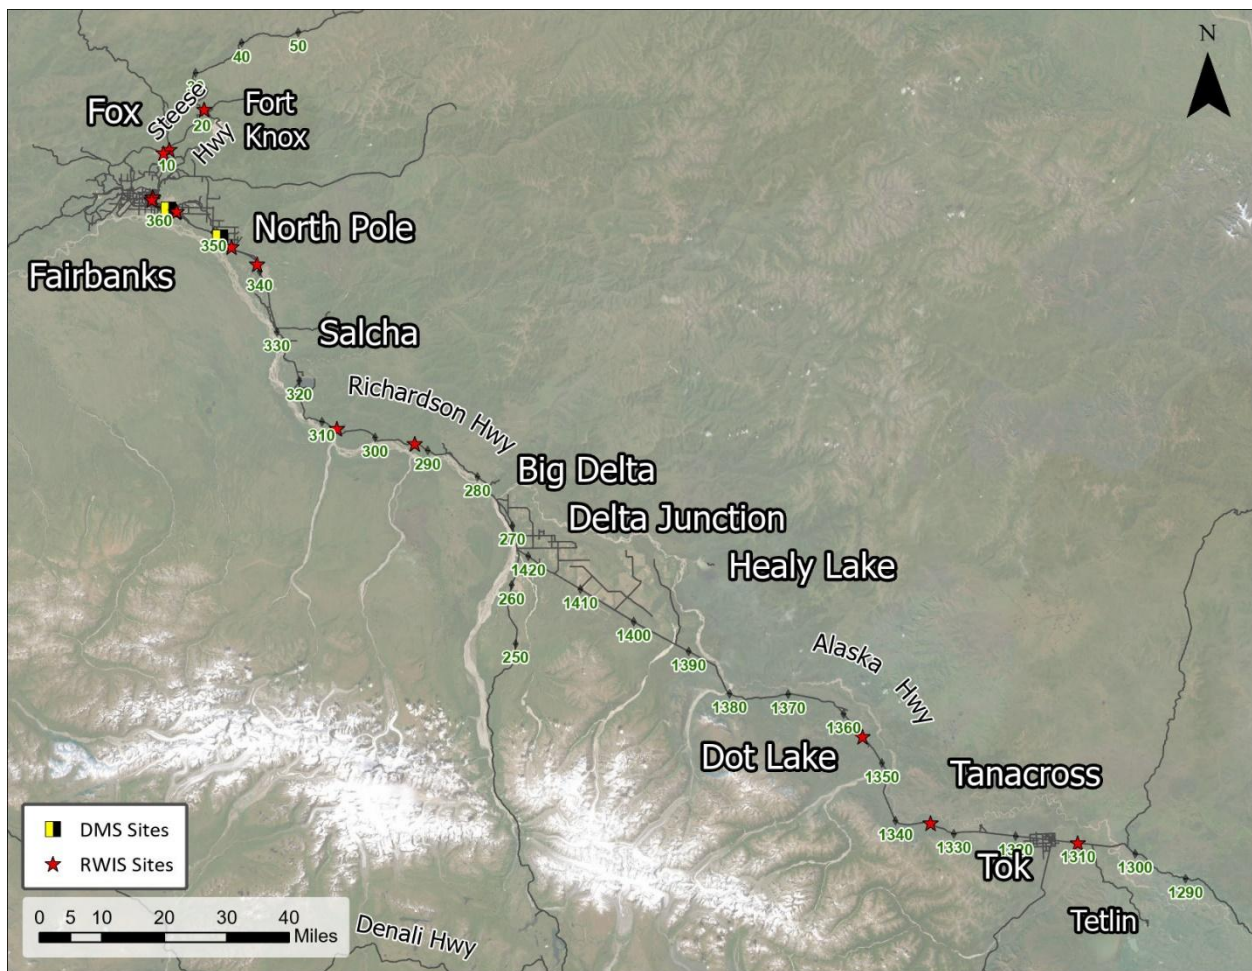 N
50
40
20
10
Fox
Steese
Hwy
Fort
Knox
360
350
North Pole
Fairbanks
340
330
Salcha
320
Richardson Hwy
310
300
290
280
Big Delta
270
Delta Junction
1420
Healy Lake
260
1410
1400
250
1390
Alaska
Hwy
1380
1370
1360
Dot Lake
1350
Tanacross
1340
1330
1320
1310
Tok
1300
1290
Tetlin
DMS Sites
RWIS Sites
0 5 10 20 30 40
Miles
Denali Hwy